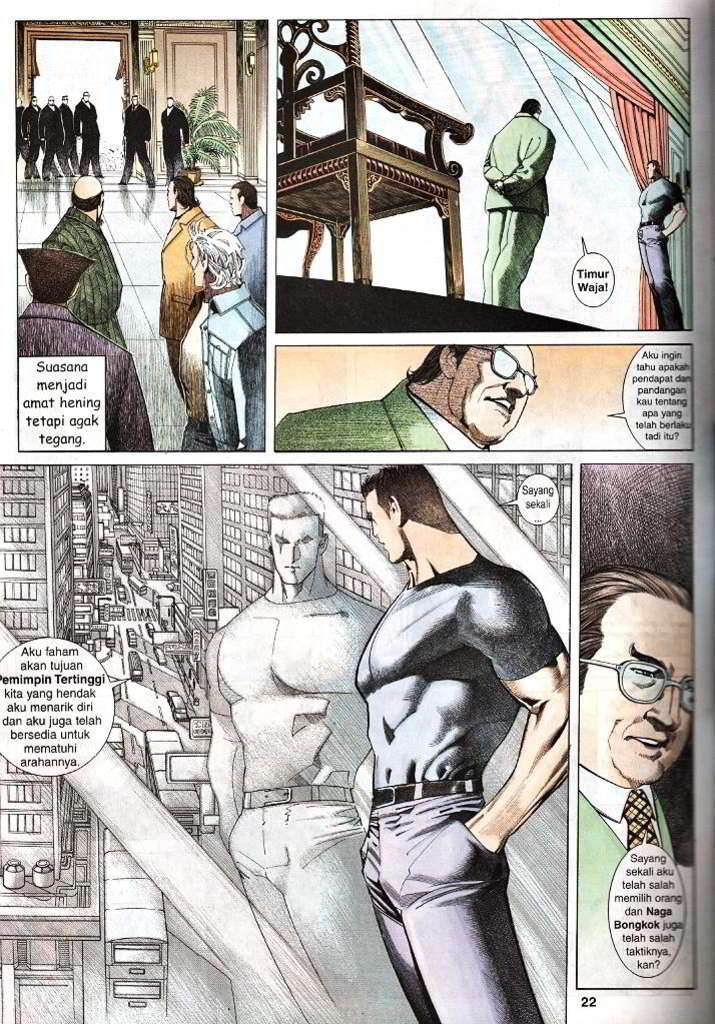 Suasana
menjadi
amat hening
tetapi agak
tegang.
Timur
Waja!
Aku ingin
tahu apakah
pendapat dan
pandangan
kau tentang
apa yang
telah berlaku
tadi itu?
Sayang
sekali
...
Aku faham
akan tujuan
Pemimpin Tertinggi
kita yang hendak
aku menarik diri
dan aku juga telah
bersedia untuk
mematuhi
arahannya.
Sayang
sekali aku
telah salah
memilih orang
dan Naga
Bongkok juga
telah salah
taktiknya,
kan?
22